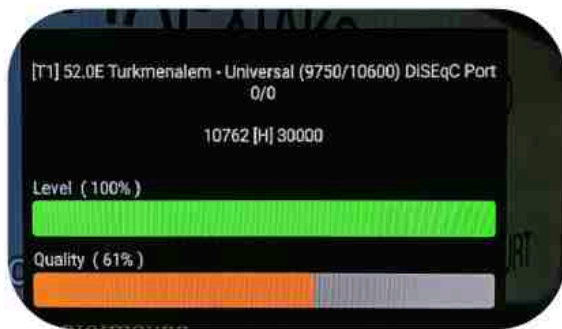 [T1] 52.0E Turkmenalem - Universal (9750/10600) DiSEqC Port
0/0
10762 [H] 30000
Level ( 100% )
Quality ( 61% )